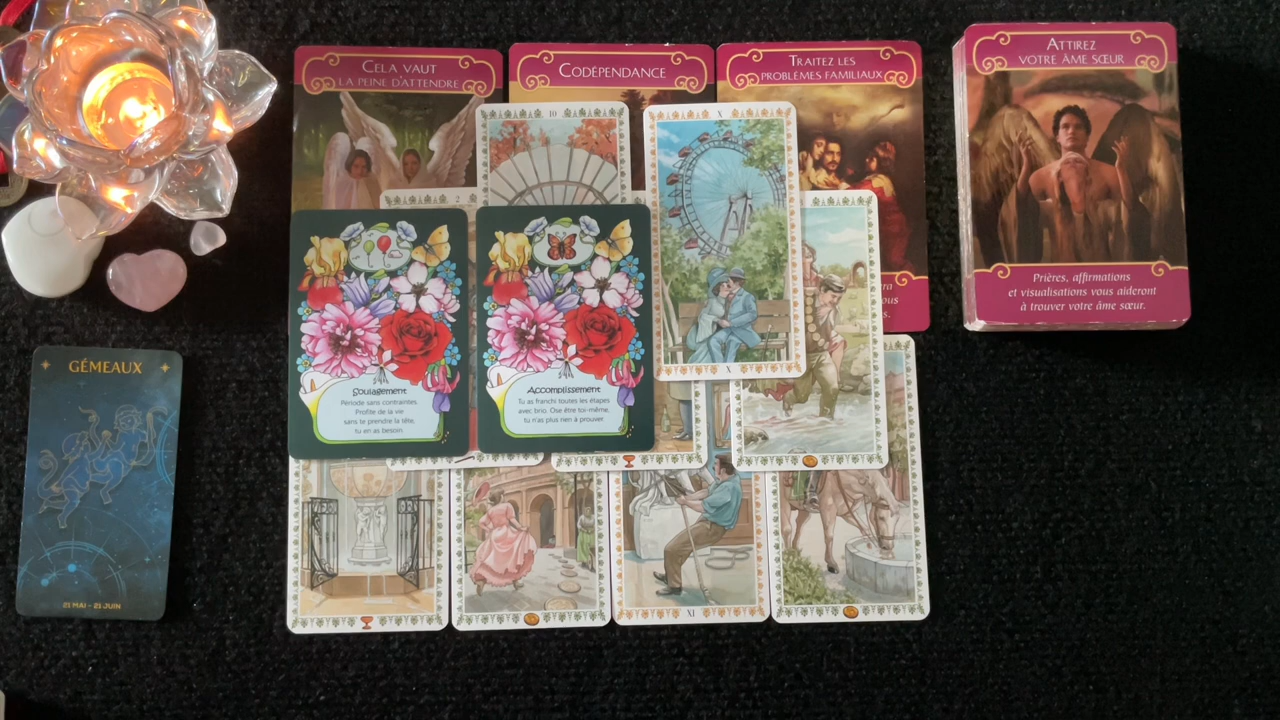 CELA VAUT
LA PEINE D'ATTENDRE
CODÉPENDANCE
TRAITEZ LES
PROBLÈMES FAMILIAUX
ATTIREZ
VOTRE ÂME SŒUR
10
X
2
ra
ous
s.
Prières, affirmations
et visualisations vous aideront
à trouver votre âme sœur.
GÉMEAUX
21 MAI - 21 JUIN
Soulagement
Période sans contraintes.
Profite de la vie
sans te prendre la tête,
tu en as besoin
Accomplissement
Tu as franchi toutes les étapes
avec brio. Ose être toi-même,
tu n'as plus rien à prouver
X
XI